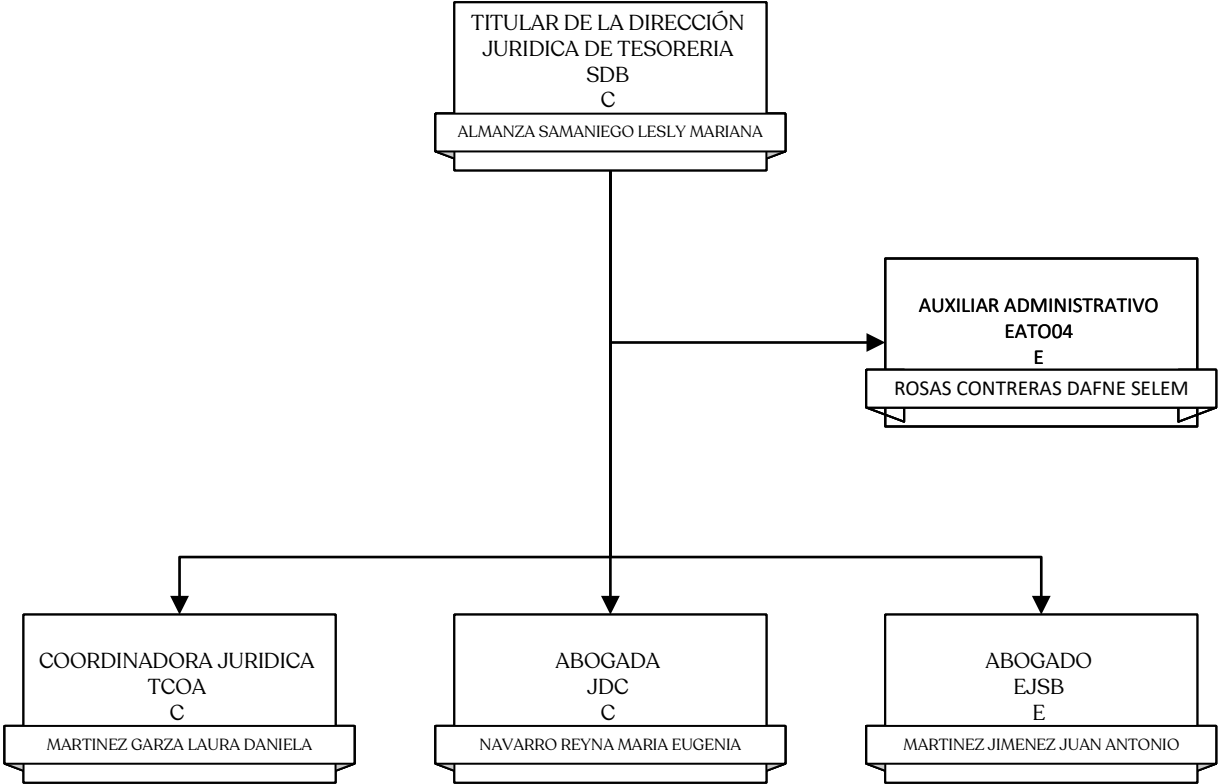 TITULAR DE LA DIRECCIÓN
JURIDICA DE TESORERIA
SDB
C
ALMANZA SAMANIEGO LESLY MARIANA
AUXILIAR ADMINISTRATIVO
EATO04
E
ROSAS CONTRERAS DAFNE SELEM
COORDINADORA JURIDICA
TCOA
C
MARTINEZ GARZA LAURA DANIELA
ABOGADA
JDC
C
NAVARRO REYNA MARIA EUGENIA
ABOGADO
EJSB
E
MARTINEZ JIMENEZ JUAN ANTONIO